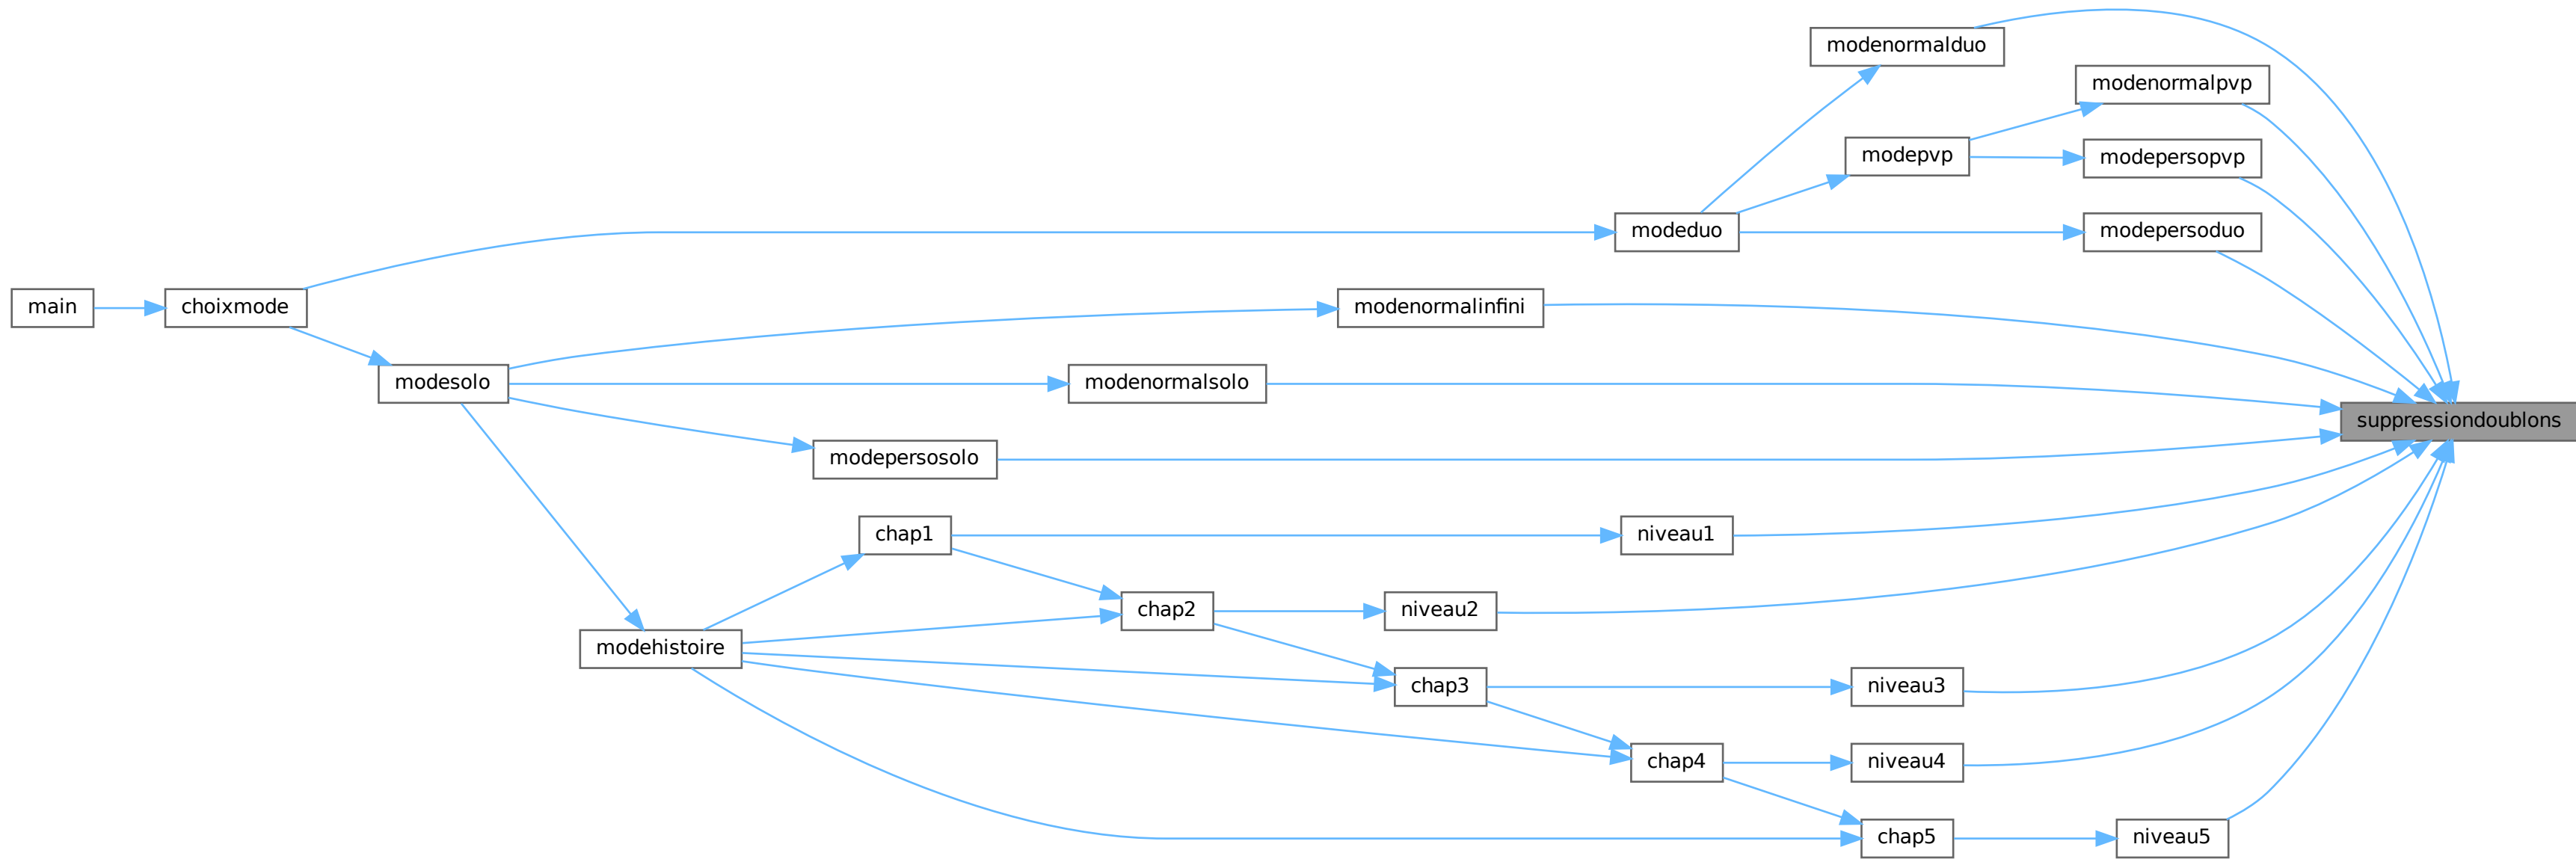 modenormalduo
modenormalpvp
modepvp
modepersopvp
modeduo
modepersoduo
main
choixmode
modenormalinfini
modesolo
modenormalsolo
suppressiondoublons
modepersosolo
chap1
niveau1
chap2
niveau2
modehistoire
chap3
niveau3
chap4
niveau4
chap5
niveau5